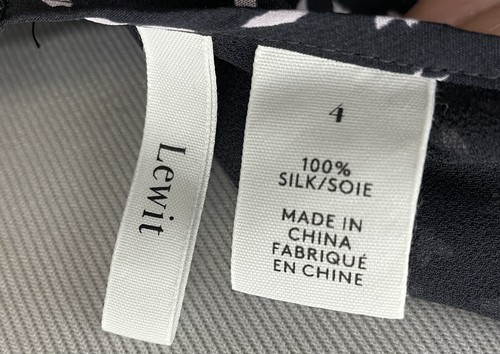 Lewit
4
100%
SILK/SOIE
MADE IN
CHINA
FABRIQUÉ
EN CHINE